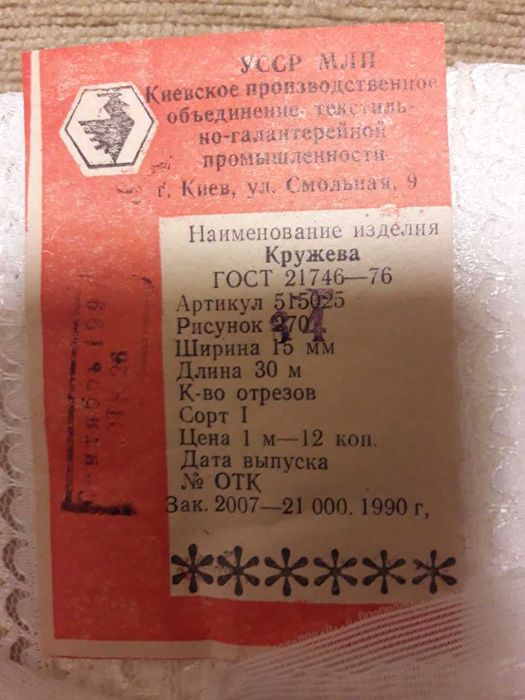 УССР МЛП
Киевское производственное
объединение текстиль-
но-галантерейной
промышленности
г. Киев, ул. Смольная, 9
Наименование изделия
Кружева
ГОСТ 21746—76
Артикул 515025
Рисунок 270
Ширина 15 мм
Длина 30 м
К-во отрезов
Сорт I
Цена 1 м—12 коп.
Дата выпуска
№ ОТК
Зак. 2007—21 000. 1990 г,